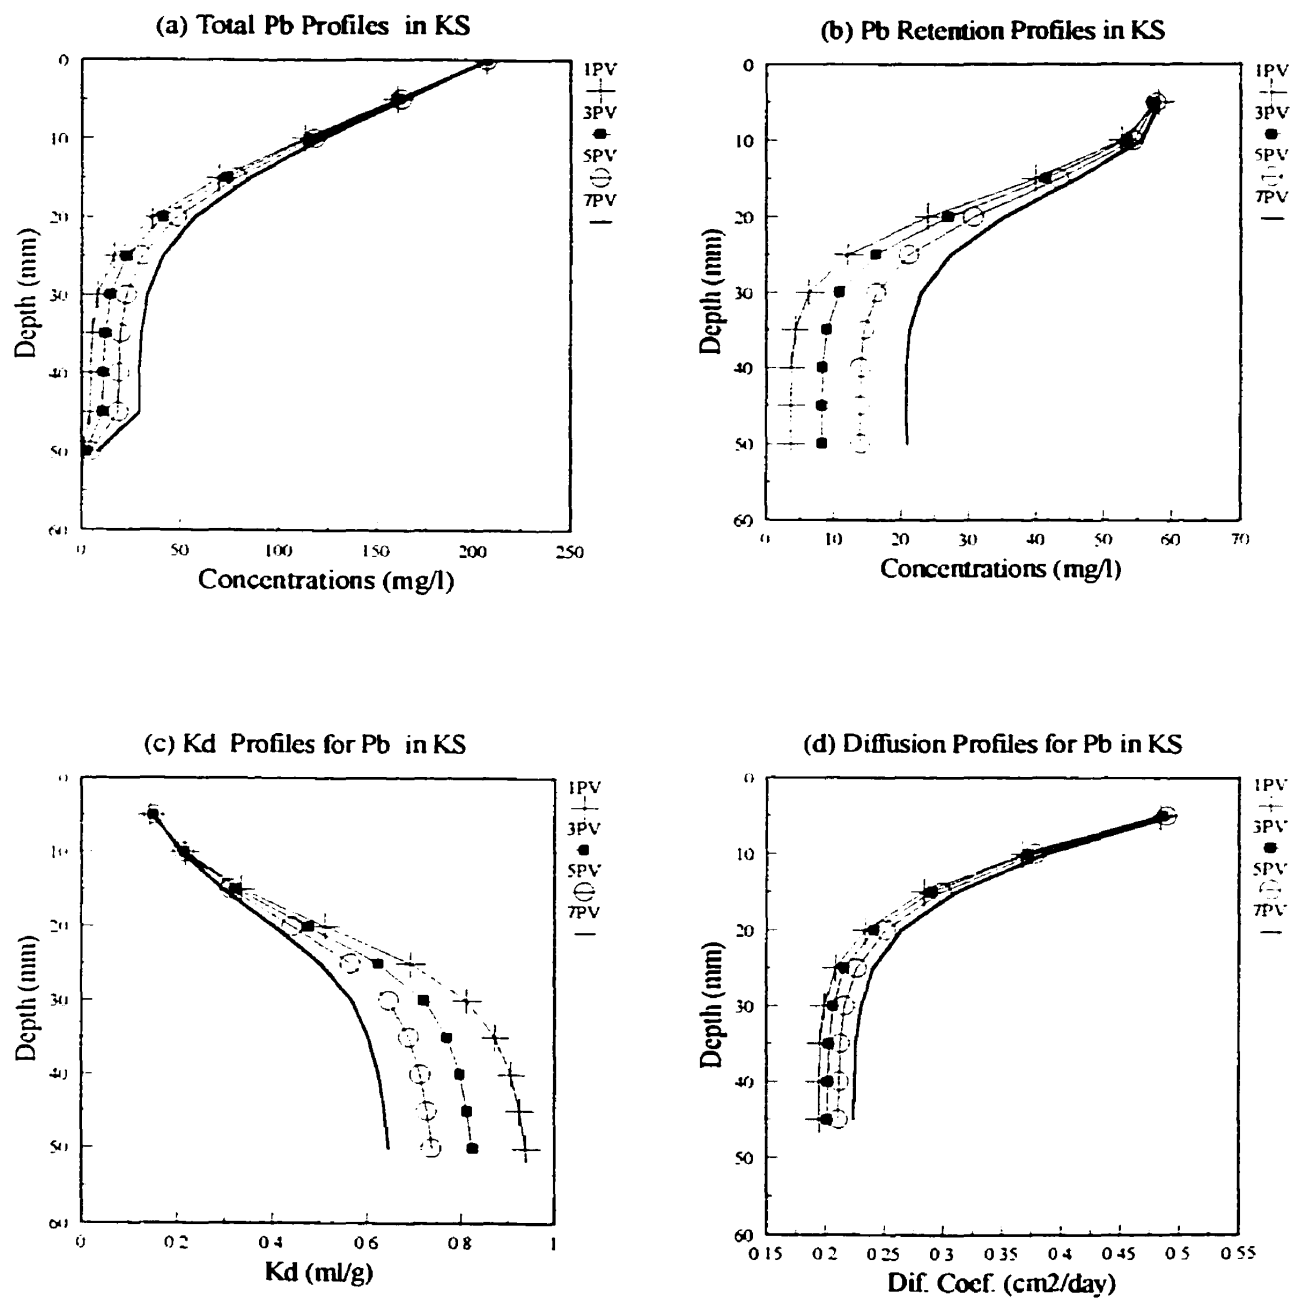 (a) Total Pb Profiles in KS
0
10
20
30
40
50
60
Depth (mm)
0 50 100 150 200 250
Concentrations (mg/l)
1PV
3PV
5PV
7PV
(b) Pb Retention Profiles in KS
0
10
20
30
40
50
60
Depth (mm)
0 10 20 30 40 50 60 70
Concentrations (mg/l)
1PV
3PV
5PV
7PV
(c) Kd Profiles for Pb in KS
0
10
20
30
40
50
60
Depth (mm)
0 0.2 0.4 0.6 0.8 1
Kd (ml/g)
1PV
3PV
5PV
7PV
(d) Diffusion Profiles for Pb in KS
0
10
20
30
40
50
60
Depth (mm)
0.15 0.2 0.25 0.3 0.35 0.4 0.45 0.5 0.55
Dif. Coef. (cm2/day)
1PV
3PV
5PV
7PV